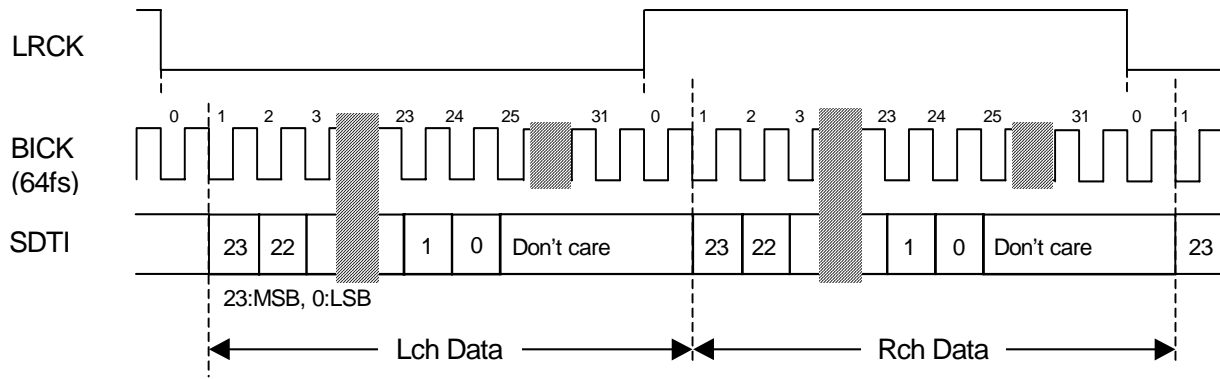 LRCK
0 1 2 3 23 24 25 31 0 1 2 3 23 24 25 31 0 1
BICK
(64fs)
SDTI 23 22 1 0 Don't care 23 22 1 0 Don't care 23
23:MSB, 0:LSB
Lch Data Rch Data